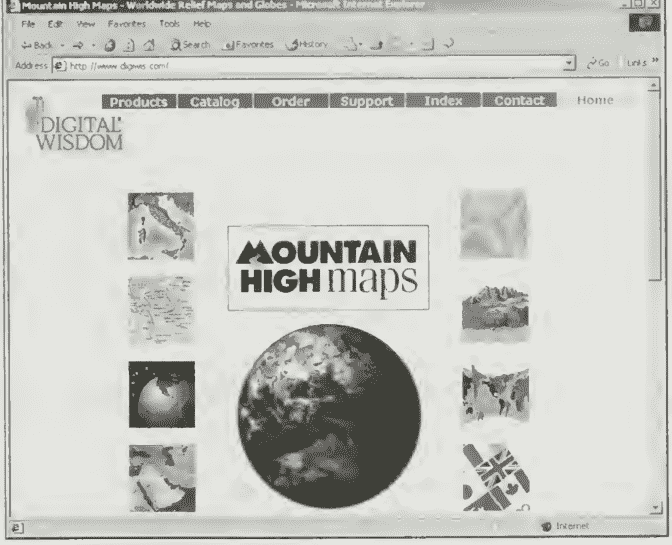 Mountain High Maps - Worldwide Relief Maps and Globes - Microsoft Internet Explorer
File Edit View Favorites Tools Help
Back Search Favorites History
Address http://www.digwis.com/ Go Links »
Products Catalog Order Support Index Contact Home
DIGITAL
WISDOM
MOUNTAIN
HIGH maps
Internet